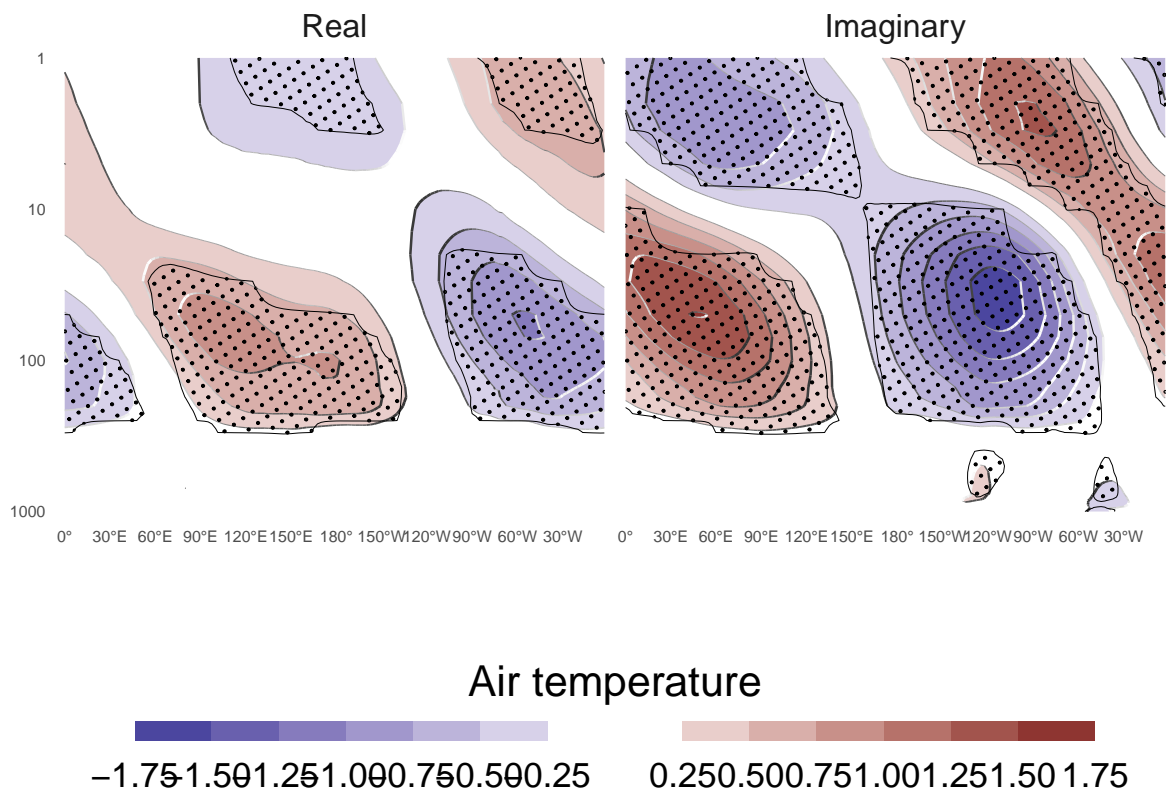 Real Imaginary
1
10
100
1000
0° 30°E 60°E 90°E 120°E 150°E 180° 150°W 120°W 90°W 60°W 30°W 0° 30°E 60°E 90°E 120°E 150°E 180° 150°W 120°W 90°W 60°W 30°W
Air temperature
−1.75 −1.50 −1.25 −1.00 −0.75 −0.50 −0.25 0.25 0.50 0.75 1.00 1.25 1.50 1.75